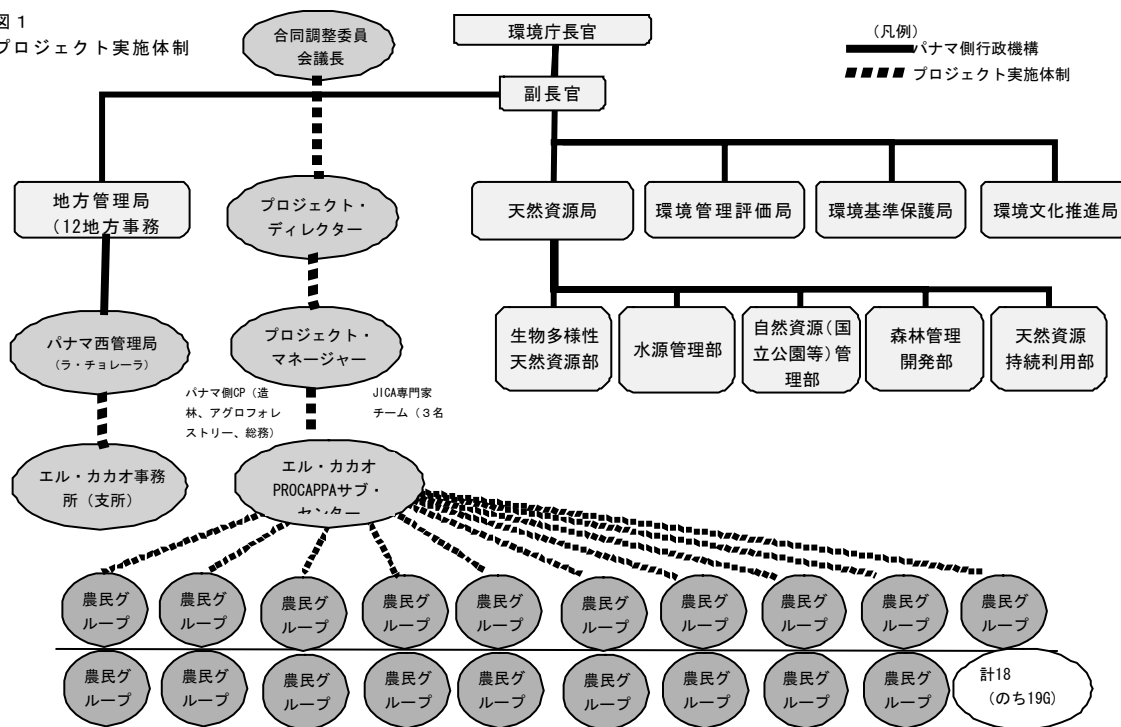 図１
プロジェクト実施体制
合同調整委員
会議長
環境庁長官
副長官
（凡例）
パナマ側行政機構
プロジェクト実施体制
地方管理局
（12地方事務
プロジェクト・
ディレクター
天然資源局
環境管理評価局
環境基準保護局
環境文化推進局
パナマ西管理局
（ラ・チョレーラ）
プロジェクト・
マネージャー
生物多様性
天然資源部
水源管理部
自然資源（国
立公園等）管
理部
森林管理
開発部
天然資源
持続利用部
パナマ側CP（造
林、アグロフォレ
ストリー、総務）
JICA専門家
チーム（３名
エル・カカオ事務
所（支所）
エル・カカオ
PROCAPPAサブ・
センター
農民グ
ループ
農民グ
ループ
農民グ
ループ
農民グ
ループ
農民グ
ループ
農民グ
ループ
農民グ
ループ
農民グ
ループ
農民グ
ループ
農民グ
ループ
農民グ
ループ
農民グ
ループ
農民グ
ループ
農民グ
ループ
農民グ
ループ
農民グ
ループ
農民グ
ループ
農民グ
ループ
農民グ
ループ
計18
（のち19G）